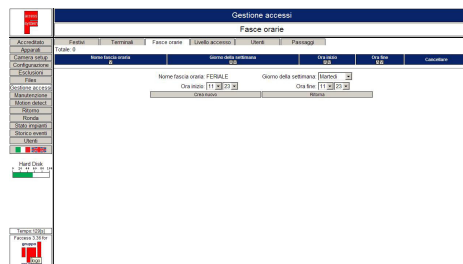 Gestione accessi
Fasce orarie
Accreditato
Apparati
Camera setup
Configurazione
Esclusioni
Files
Gestione accessi
Manutenzione
Motion detect
Ritorno
Ronda
Stato impianti
Storico eventi
Utenti
Hard Disk
Festivi Terminali Fasce orarie Livello accesso Utenti Passaggi
Totale: 0
Nome fascia oraria Giorno della settimana Ora inizio Ora fine Cancellare
Nome fascia oraria: FERIALE Giorno della settimana: Martedì
Ora inizio: 11 23 Ora fine: 11 23
Crea nuovo Ritorna